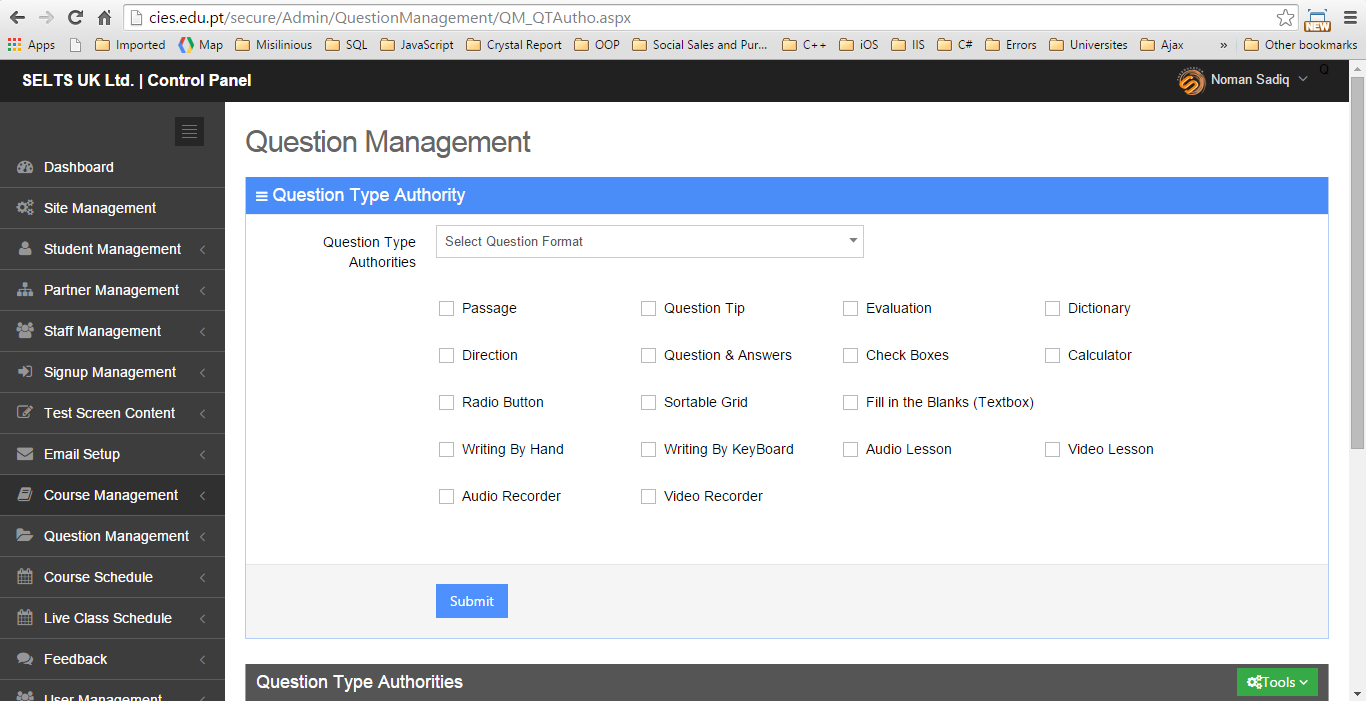 cies.edu.pt/secure/Admin/QuestionManagement/QM_QTAutho.aspx
NEW
Apps Imported Map Misilinious SQL JavaScript Crystal Report OOP Social Sales and Pur... C++ iOS IIS C# Errors Universites Ajax » Other bookmarks
SELTS UK Ltd. | Control Panel
Noman Sadiq
Q
Dashboard
Site Management
Student Management
Partner Management
Staff Management
Signup Management
Test Screen Content
Email Setup
Course Management
Question Management
Course Schedule
Live Class Schedule
Feedback
User Management
Question Management
Question Type Authority
Question Type
Authorities
Select Question Format
Passage Question Tip Evaluation Dictionary
Direction Question & Answers Check Boxes Calculator
Radio Button Sortable Grid Fill in the Blanks (Textbox)
Writing By Hand Writing By KeyBoard Audio Lesson Video Lesson
Audio Recorder Video Recorder
Submit
Question Type Authorities
Tools